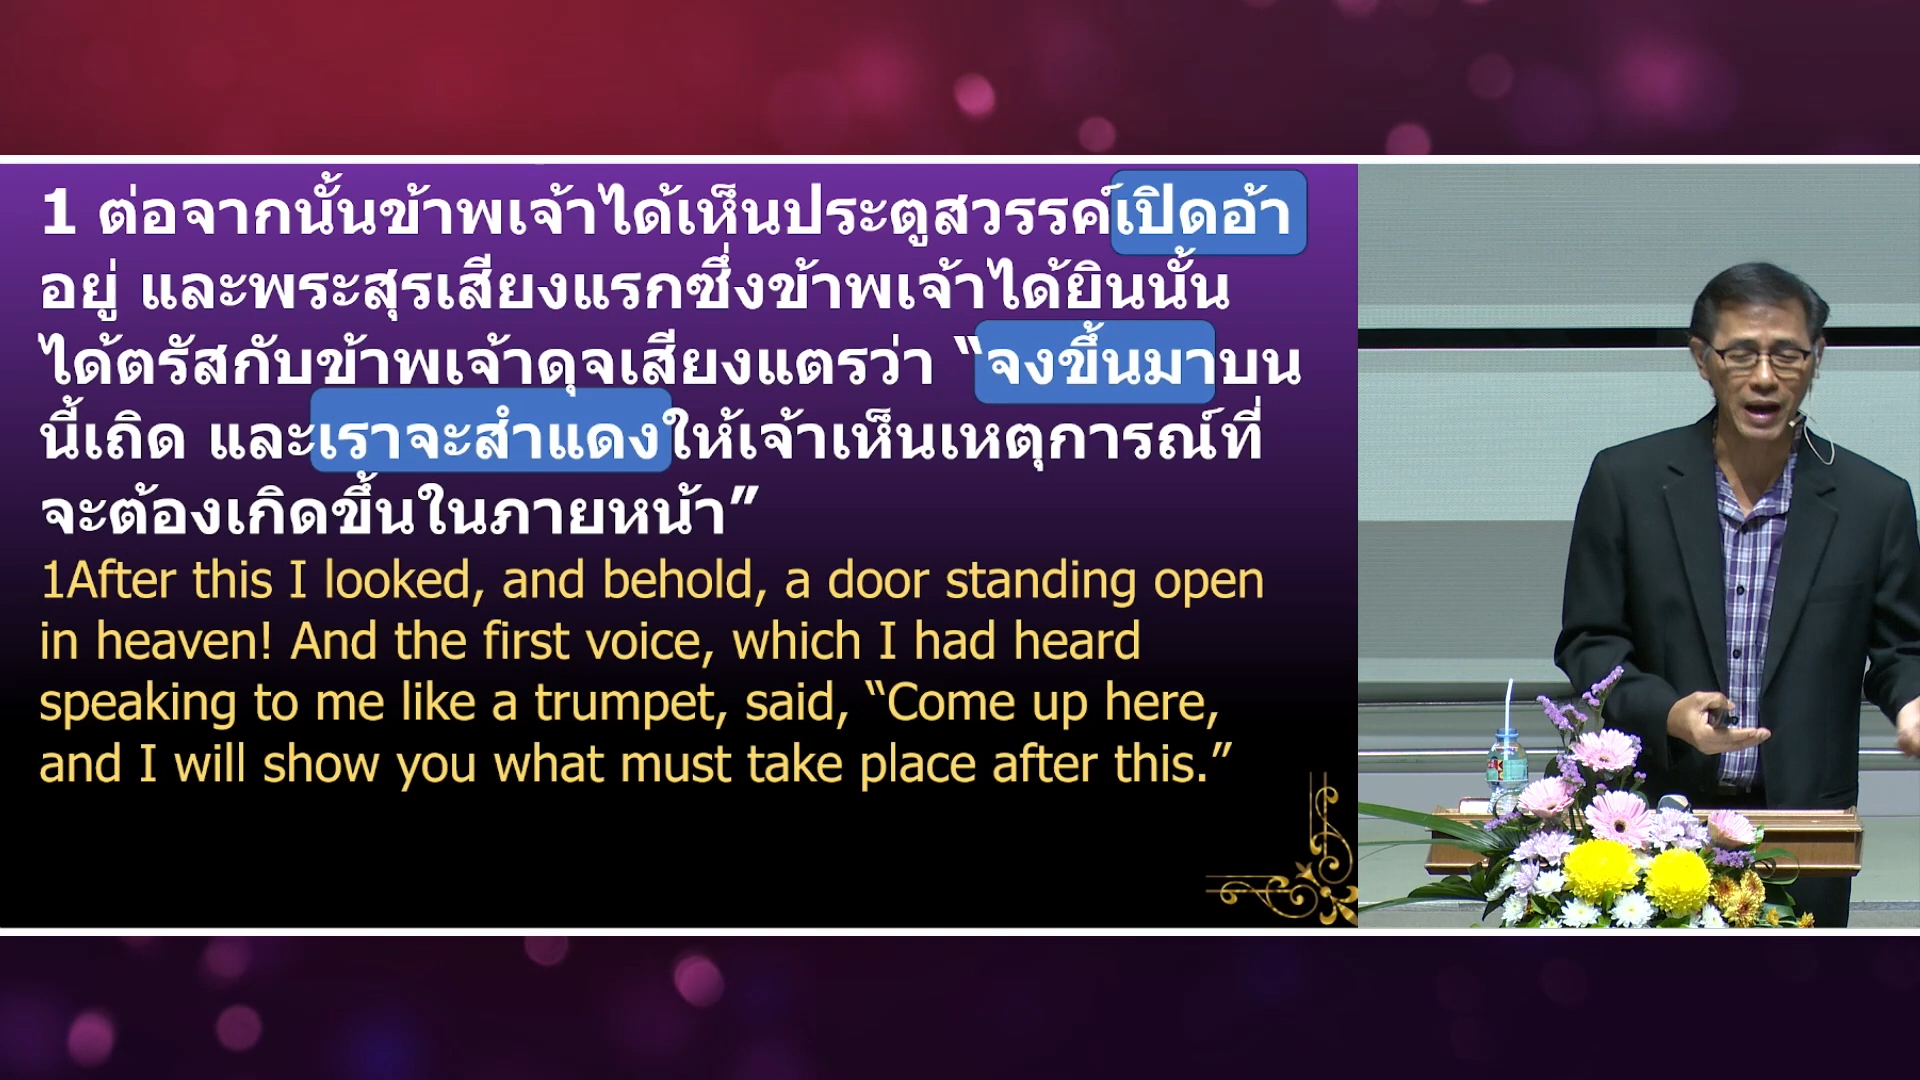 1 ต่อจากนั้นข้าพเจ้าได้เห็นประตูสวรรค์เปิดอ้า
อยู่ และพระสุรเสียงแรกซึ่งข้าพเจ้าได้ยินนั้น
ได้ตรัสกับข้าพเจ้าดุจเสียงแตรว่า “จงขึ้นมาบน
นี้เถิด และเราจะสำแดงให้เจ้าเห็นเหตุการณ์ที่
จะต้องเกิดขึ้นในภายหน้า”
1After this I looked, and behold, a door standing open
in heaven! And the first voice, which I had heard
speaking to me like a trumpet, said, “Come up here,
and I will show you what must take place after this.”